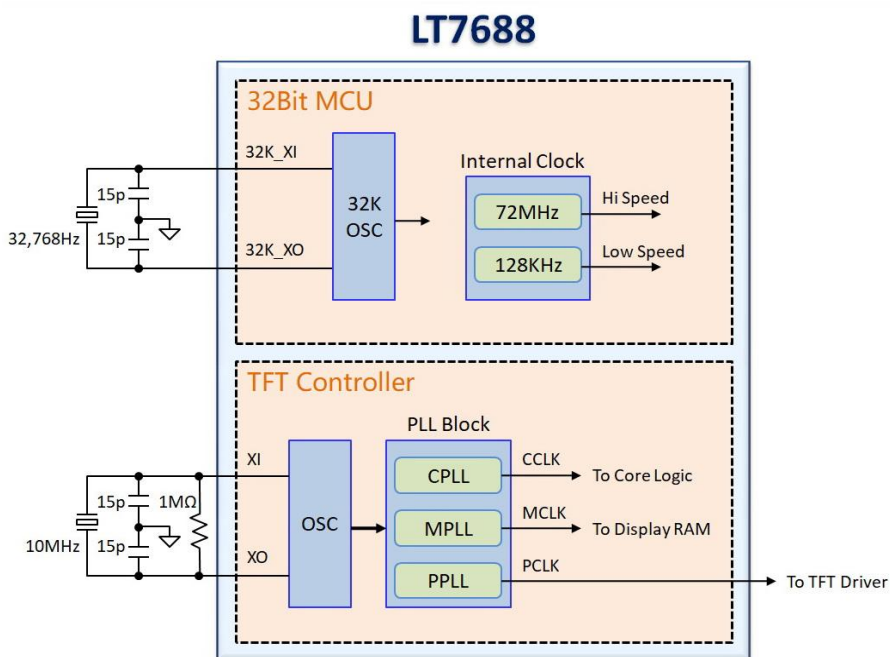 LT7688
32Bit MCU
32K_XI
15p
32,768Hz
15p
32K_XO
32K
OSC
Internal Clock
72MHz
Hi Speed
128KHz
Low Speed
TFT Controller
PLL Block
XI
15p
1MΩ
10MHz
15p
XO
OSC
CPLL
CCLK
To Core Logic
MPLL
MCLK
To Display RAM
PPLL
PCLK
To TFT Driver